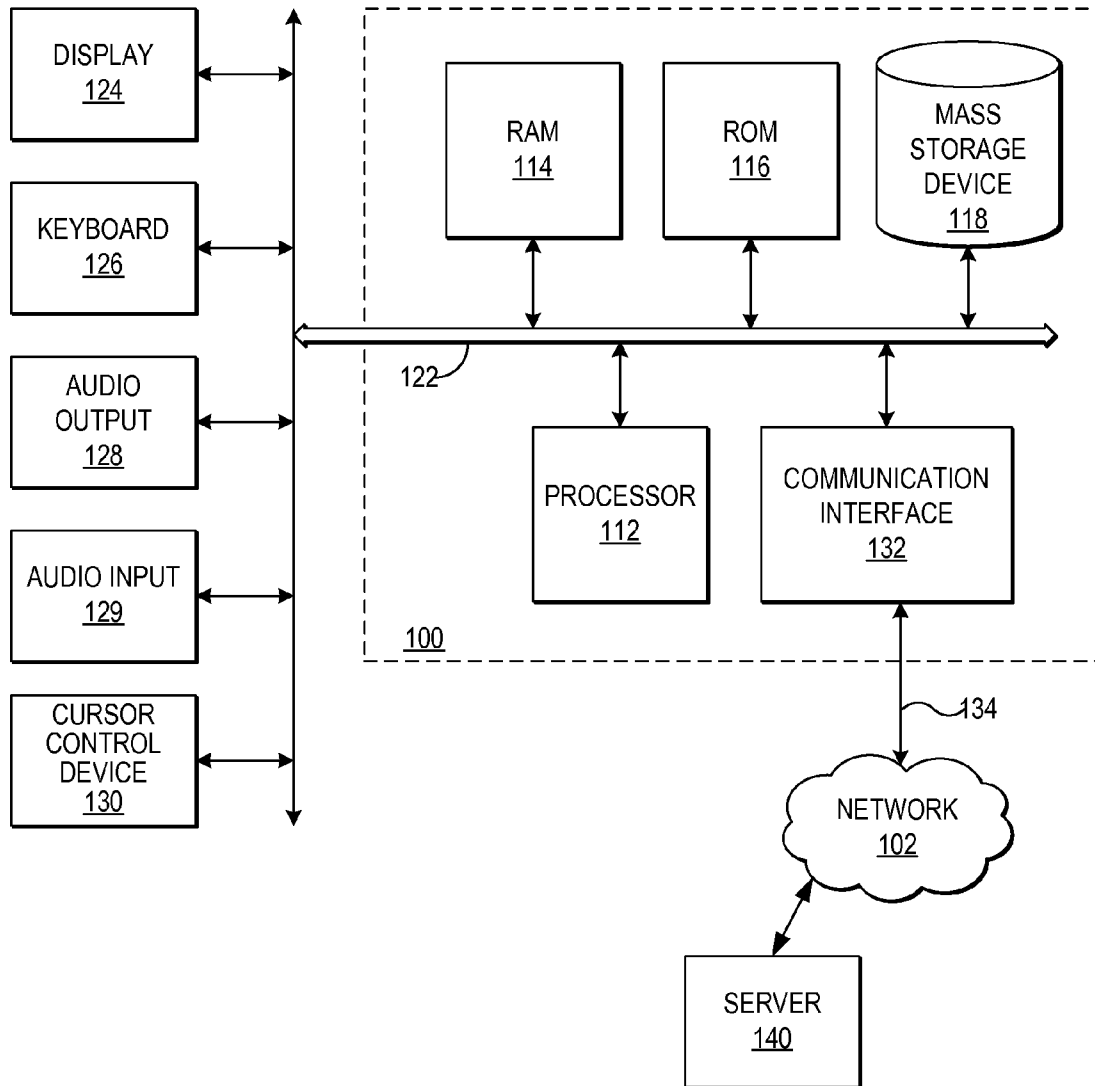 DISPLAY
124
KEYBOARD
126
AUDIO
OUTPUT
128
AUDIO INPUT
129
CURSOR
CONTROL
DEVICE
130
RAM
114
ROM
116
MASS
STORAGE
DEVICE
118
122
PROCESSOR
112
COMMUNICATION
INTERFACE
132
100
134
NETWORK
102
SERVER
140